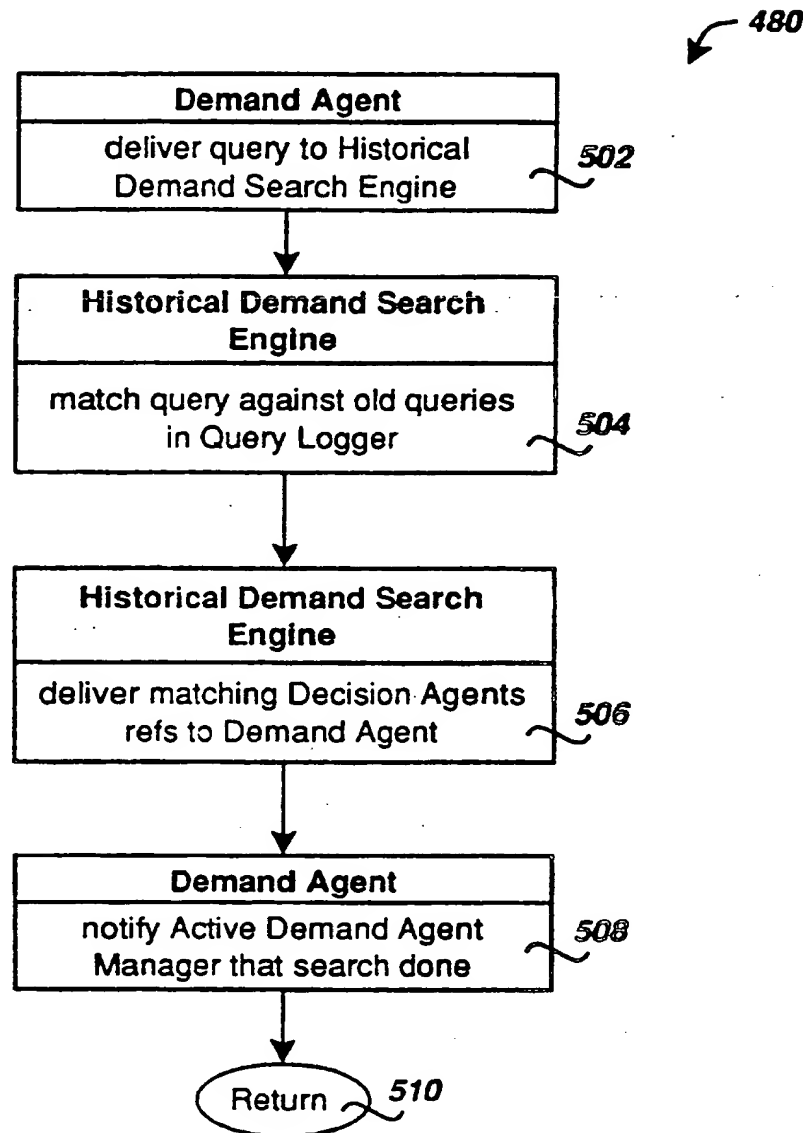 480
Demand Agent
deliver query to Historical
Demand Search Engine
502
Historical Demand Search
Engine
match query against old queries
in Query Logger
504
Historical Demand Search
Engine
deliver matching Decision Agents
refs to Demand Agent
506
Demand Agent
notify Active Demand Agent
Manager that search done
508
Return
510